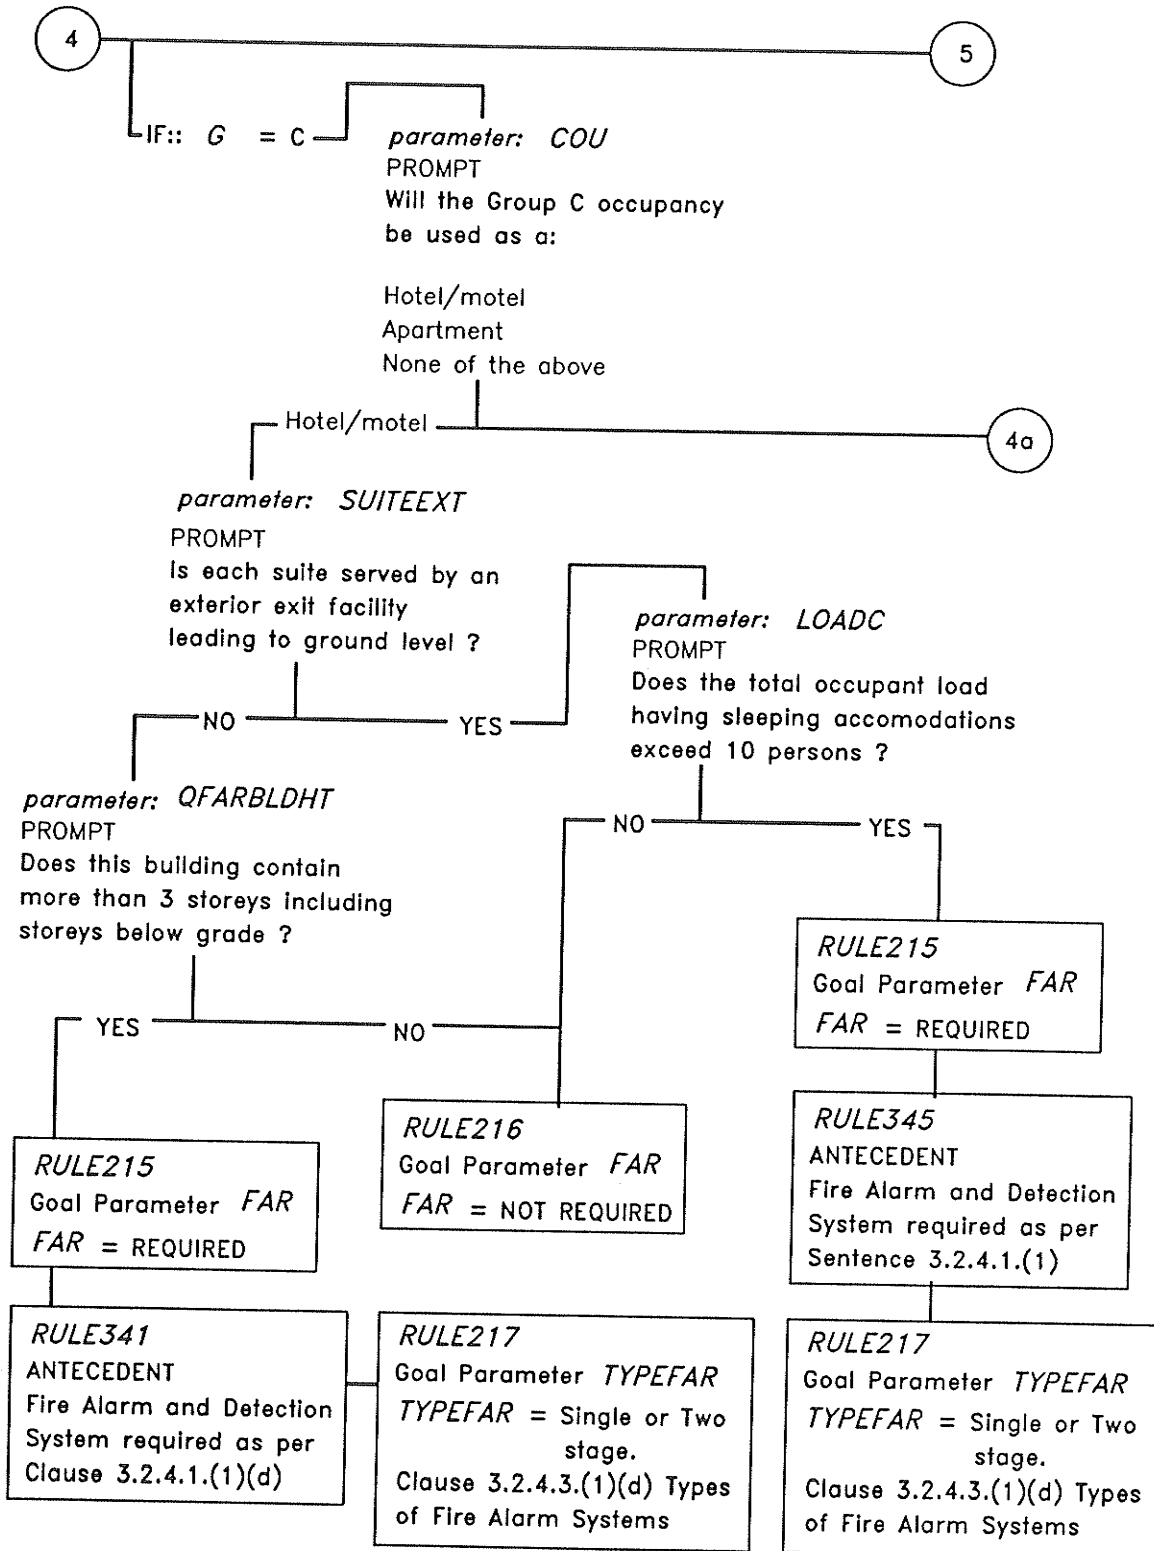 4
5
IF:: G = C
parameter: COU
PROMPT
Will the Group C occupancy
be used as a:
Hotel/motel
Apartment
None of the above
Hotel/motel
4a
parameter: SUITEEXT
PROMPT
Is each suite served by an
exterior exit facility
leading to ground level ?
NO
YES
parameter: LOADC
PROMPT
Does the total occupant load
having sleeping accomodations
exceed 10 persons ?
NO
YES
parameter: QFARBLDHT
PROMPT
Does this building contain
more than 3 storeys including
storeys below grade ?
YES
NO
RULE215
Goal Parameter FAR
FAR = REQUIRED
RULE345
ANTECEDENT
Fire Alarm and Detection
System required as per
Sentence 3.2.4.1.(1)
RULE216
Goal Parameter FAR
FAR = NOT REQUIRED
RULE215
Goal Parameter FAR
FAR = REQUIRED
RULE341
ANTECEDENT
Fire Alarm and Detection
System required as per
Clause 3.2.4.1.(1)(d)
RULE217
Goal Parameter TYPEFAR
TYPEFAR = Single or Two
stage.
Clause 3.2.4.3.(1)(d) Types
of Fire Alarm Systems
RULE217
Goal Parameter TYPEFAR
TYPEFAR = Single or Two
stage.
Clause 3.2.4.3.(1)(d) Types
of Fire Alarm Systems